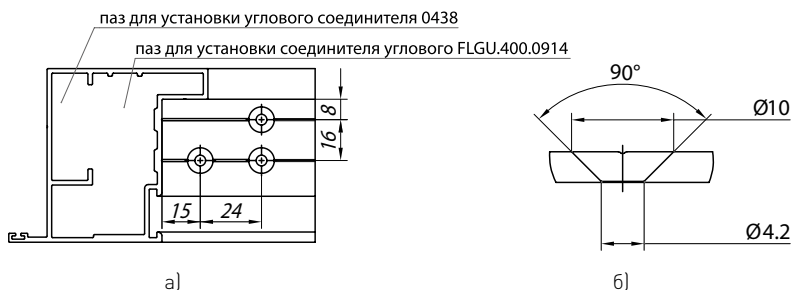 паз для установки углового соединителя 0438
паз для установки соединителя углового FLGU.400.0914
90°
Ø10
8
16
15
24
Ø4.2
а)
б)